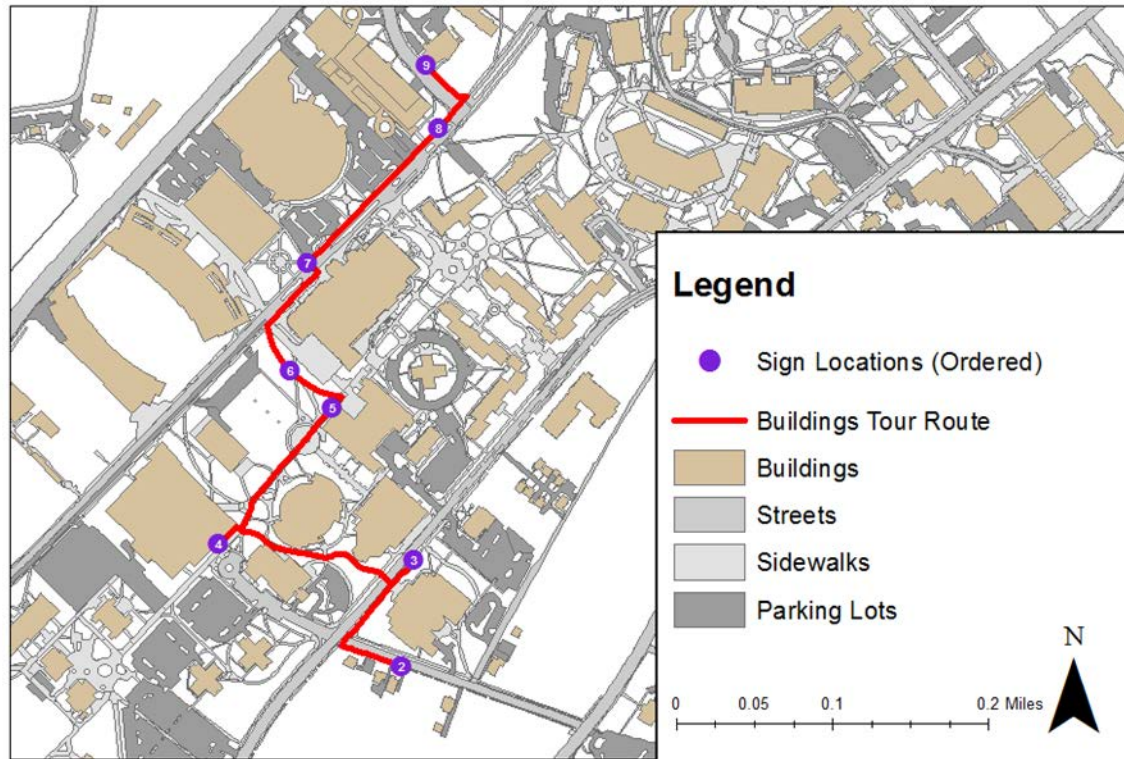 9
8
7
6
5
4
3
2
Legend
Sign Locations (Ordered)
Buildings Tour Route
Buildings
Streets
Sidewalks
Parking Lots
N
0 0.05 0.1 0.2 Miles